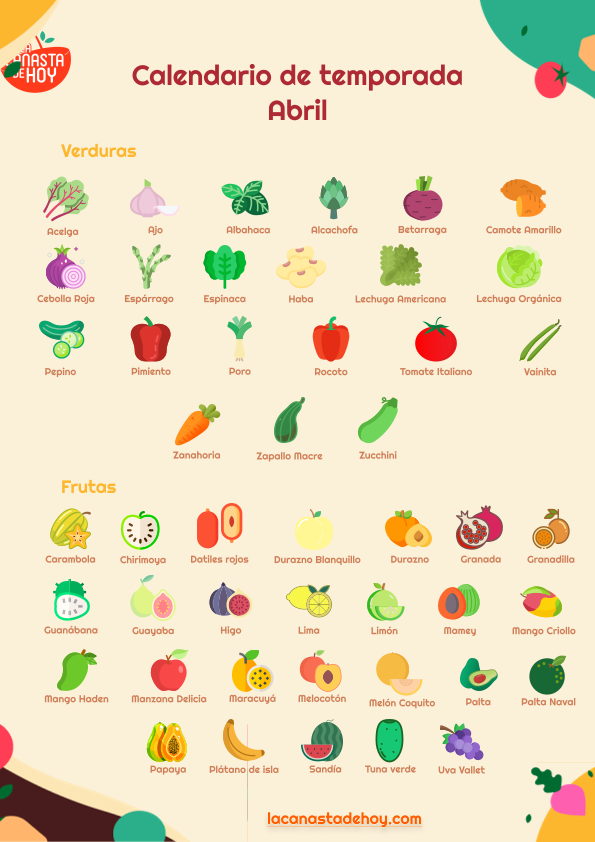 LA
CANASTA
DE HOY
Calendario de temporada
Abril
Verduras
Acelga
Ajo
Albahaca
Alcachofa
Betarraga
Camote Amarillo
Cebolla Roja
Espárrago
Espinaca
Haba
Lechuga Americana
Lechuga Orgánica
Pepino
Pimiento
Poro
Rocoto
Tomate Italiano
Vainita
Zanahoria
Zapallo Macre
Zucchini
Frutas
Carambola
Chirimoya
Datiles rojos
Durazno Blanquillo
Durazno
Granada
Granadilla
Guanábana
Guayaba
Higo
Lima
Limón
Mamey
Mango Criollo
Mango Haden
Manzana Delicia
Maracuyá
Melocotón
Melón Coquito
Palta
Palta Naval
Papaya
Plátano de isla
Sandía
Tuna verde
Uva Vallet
lacanastadehoy.com